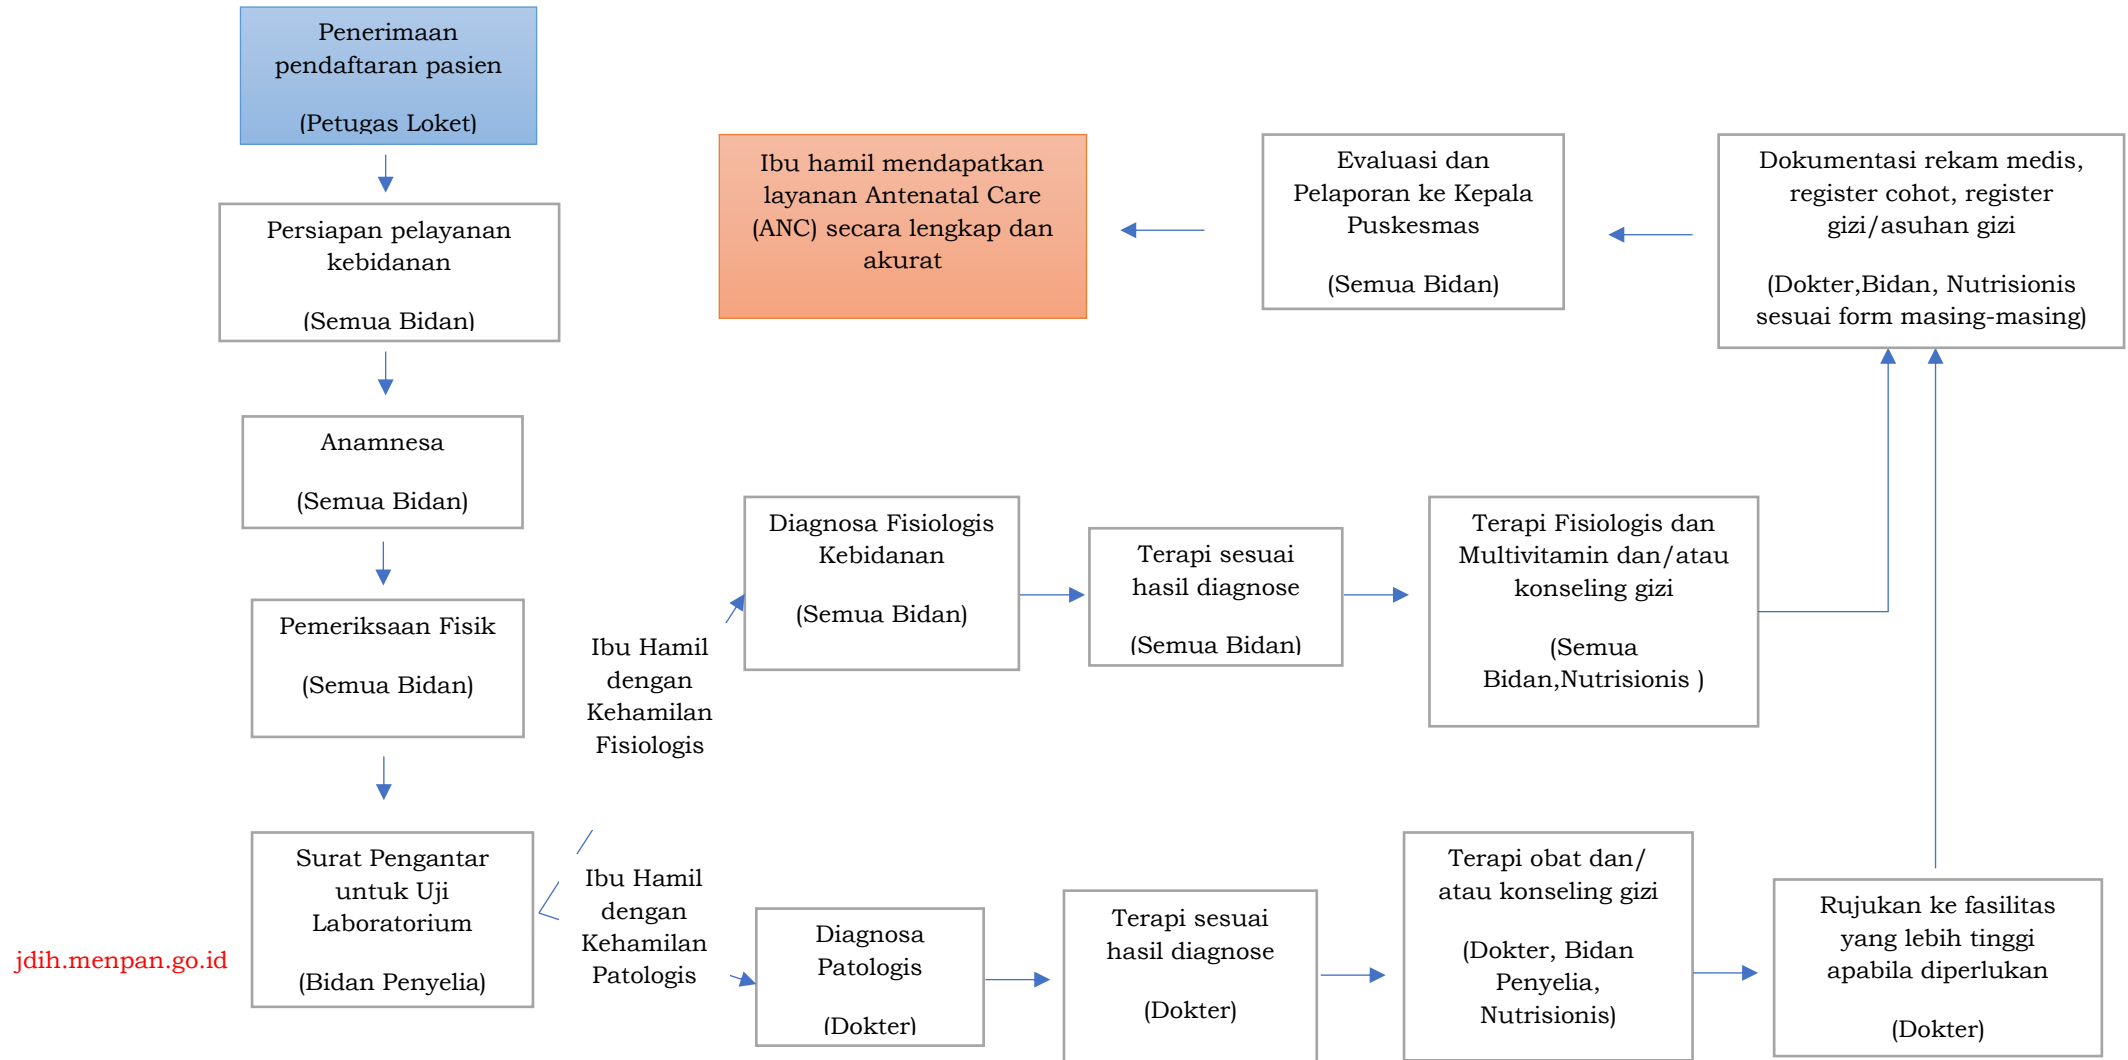 Penerimaan
pendaftaran pasien
(Petugas Loket)
Persiapan pelayanan
kebidanan
(Semua Bidan)
Anamnesa
(Semua Bidan)
Pemeriksaan Fisik
(Semua Bidan)
Surat Pengantar
untuk Uji
Laboratorium
(Bidan Penyelia)
Ibu Hamil
dengan
Kehamilan
Fisiologis
Diagnosa Fisiologis
Kebidanan
(Semua Bidan)
Terapi sesuai
hasil diagnose
(Semua Bidan)
Terapi Fisiologis dan
Multivitamin dan/atau
konseling gizi
(Semua
Bidan,Nutrisionis )
Ibu Hamil
dengan
Kehamilan
Patologis
Diagnosa
Patologis
(Dokter)
Terapi sesuai
hasil diagnose
(Dokter)
Terapi obat dan/
atau konseling gizi
(Dokter, Bidan
Penyelia,
Nutrisionis)
Rujukan ke fasilitas
yang lebih tinggi
apabila diperlukan
(Dokter)
Dokumentasi rekam medis,
register cohot, register
gizi/asuhan gizi
(Dokter,Bidan, Nutrisionis
sesuai form masing-masing)
Evaluasi dan
Pelaporan ke Kepala
Puskesmas
(Semua Bidan)
Ibu hamil mendapatkan
layanan Antenatal Care
(ANC) secara lengkap dan
akurat
jdih.menpan.go.id